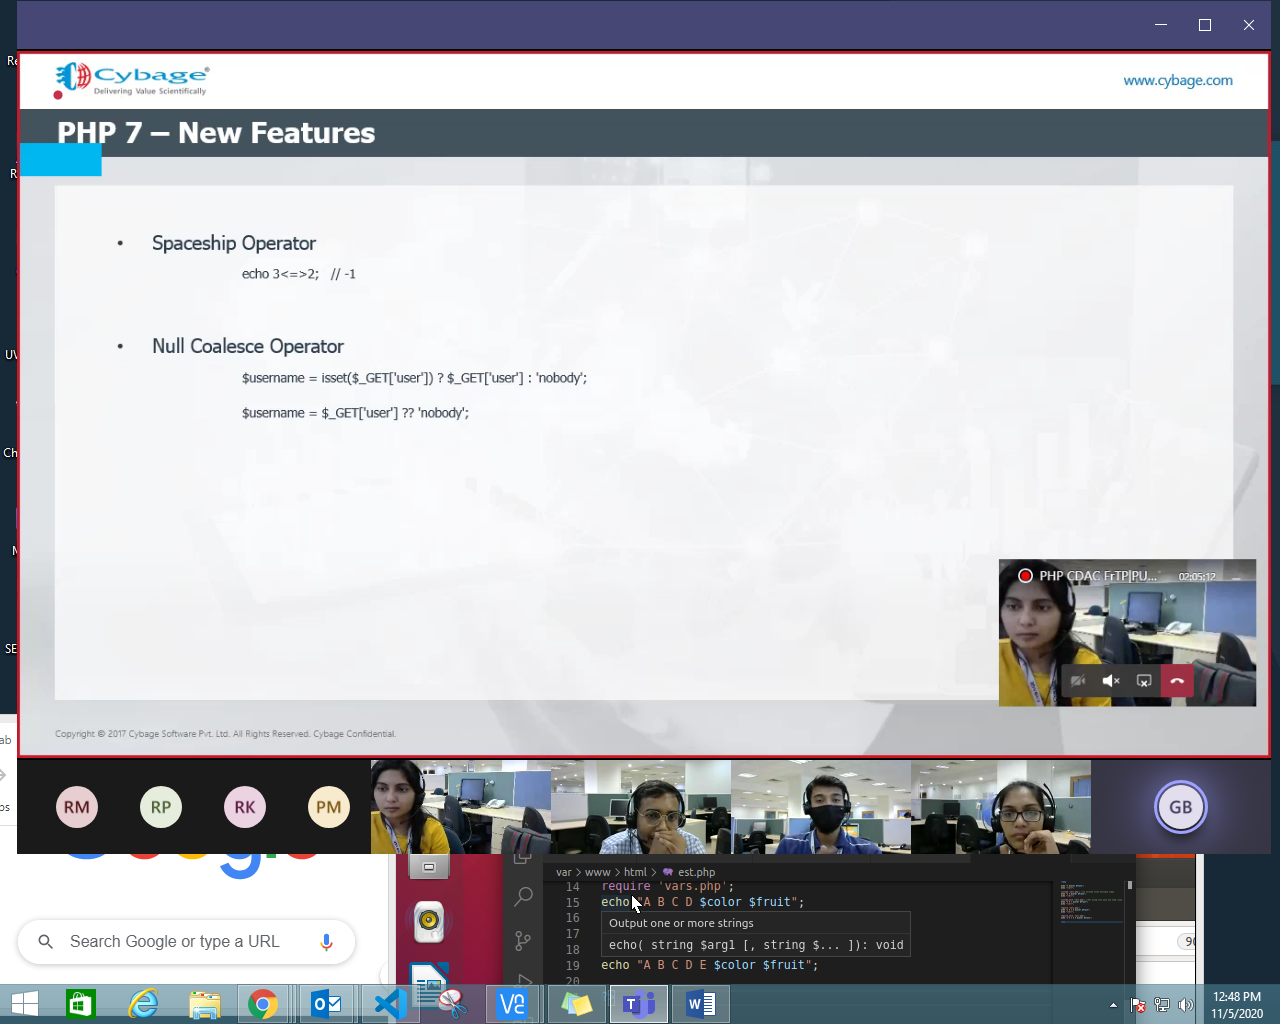 Cybage
Delivering Value Scientifically
www.cybage.com
PHP 7 – New Features
• Spaceship Operator
echo 3<=>2; // -1
• Null Coalesce Operator
$username = isset($_GET['user']) ? $_GET['user'] : 'nobody';
$username = $_GET['user'] ?? 'nobody';
PHP CDAC FrTP|PU... 02:05:12
Copyright © 2017 Cybage Software Pvt. Ltd. All Rights Reserved. Cybage Confidential.
RM RP RK PM GB
var > www > html > est.php
14 require 'vars.php';
15 echo "A B C D $color $fruit";
16 Output one or more strings
17
18 echo( string $arg1 [, string $... ]): void
19 echo "A B C D E $color $fruit";
20
Search Google or type a URL
12:48 PM
11/5/2020